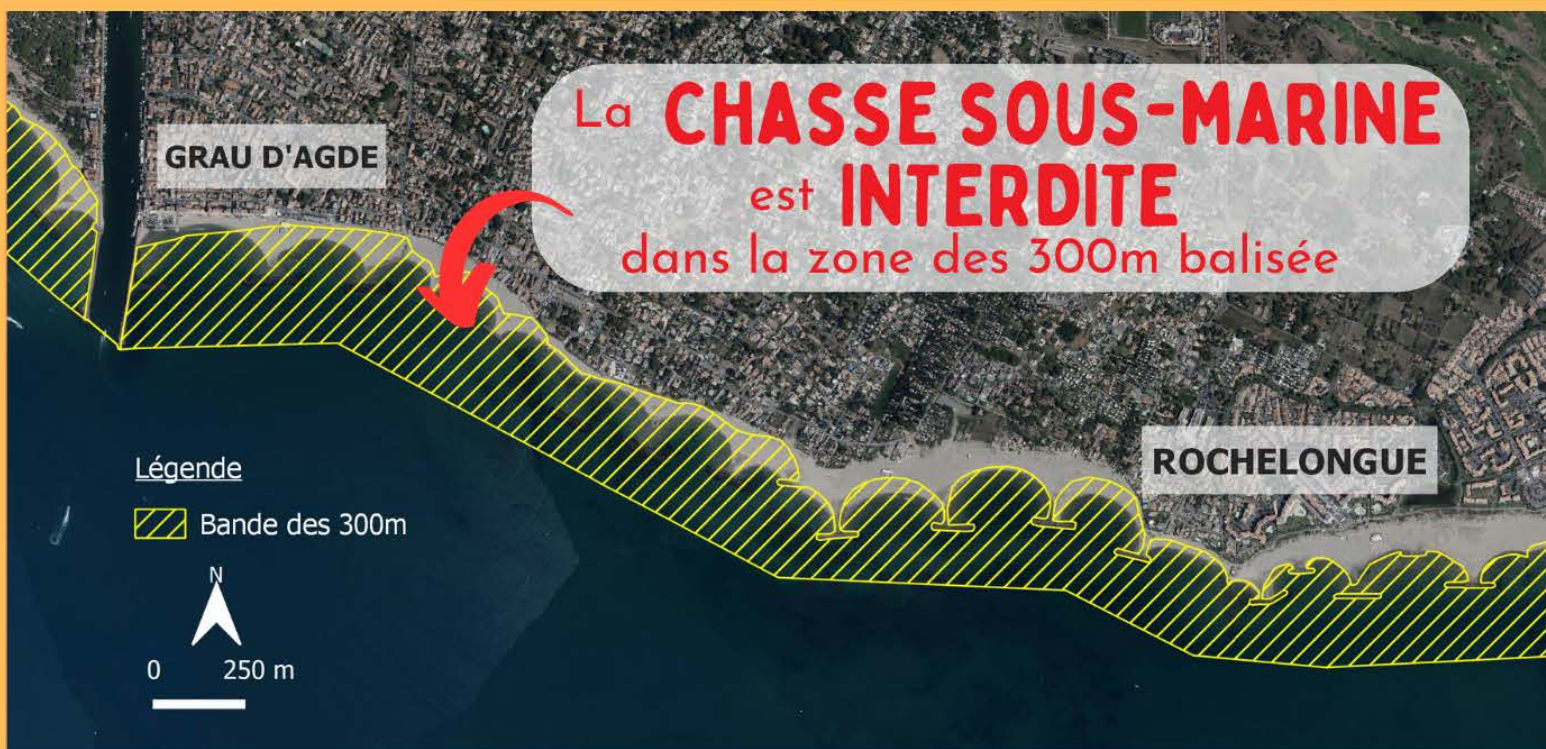 La CHASSE SOUS-MARINE
est INTERDITE
dans la zone des 300m balisée
GRAU D'AGDE
ROCHELONGUE
Légende
Bande des 300m
N
0 250 m